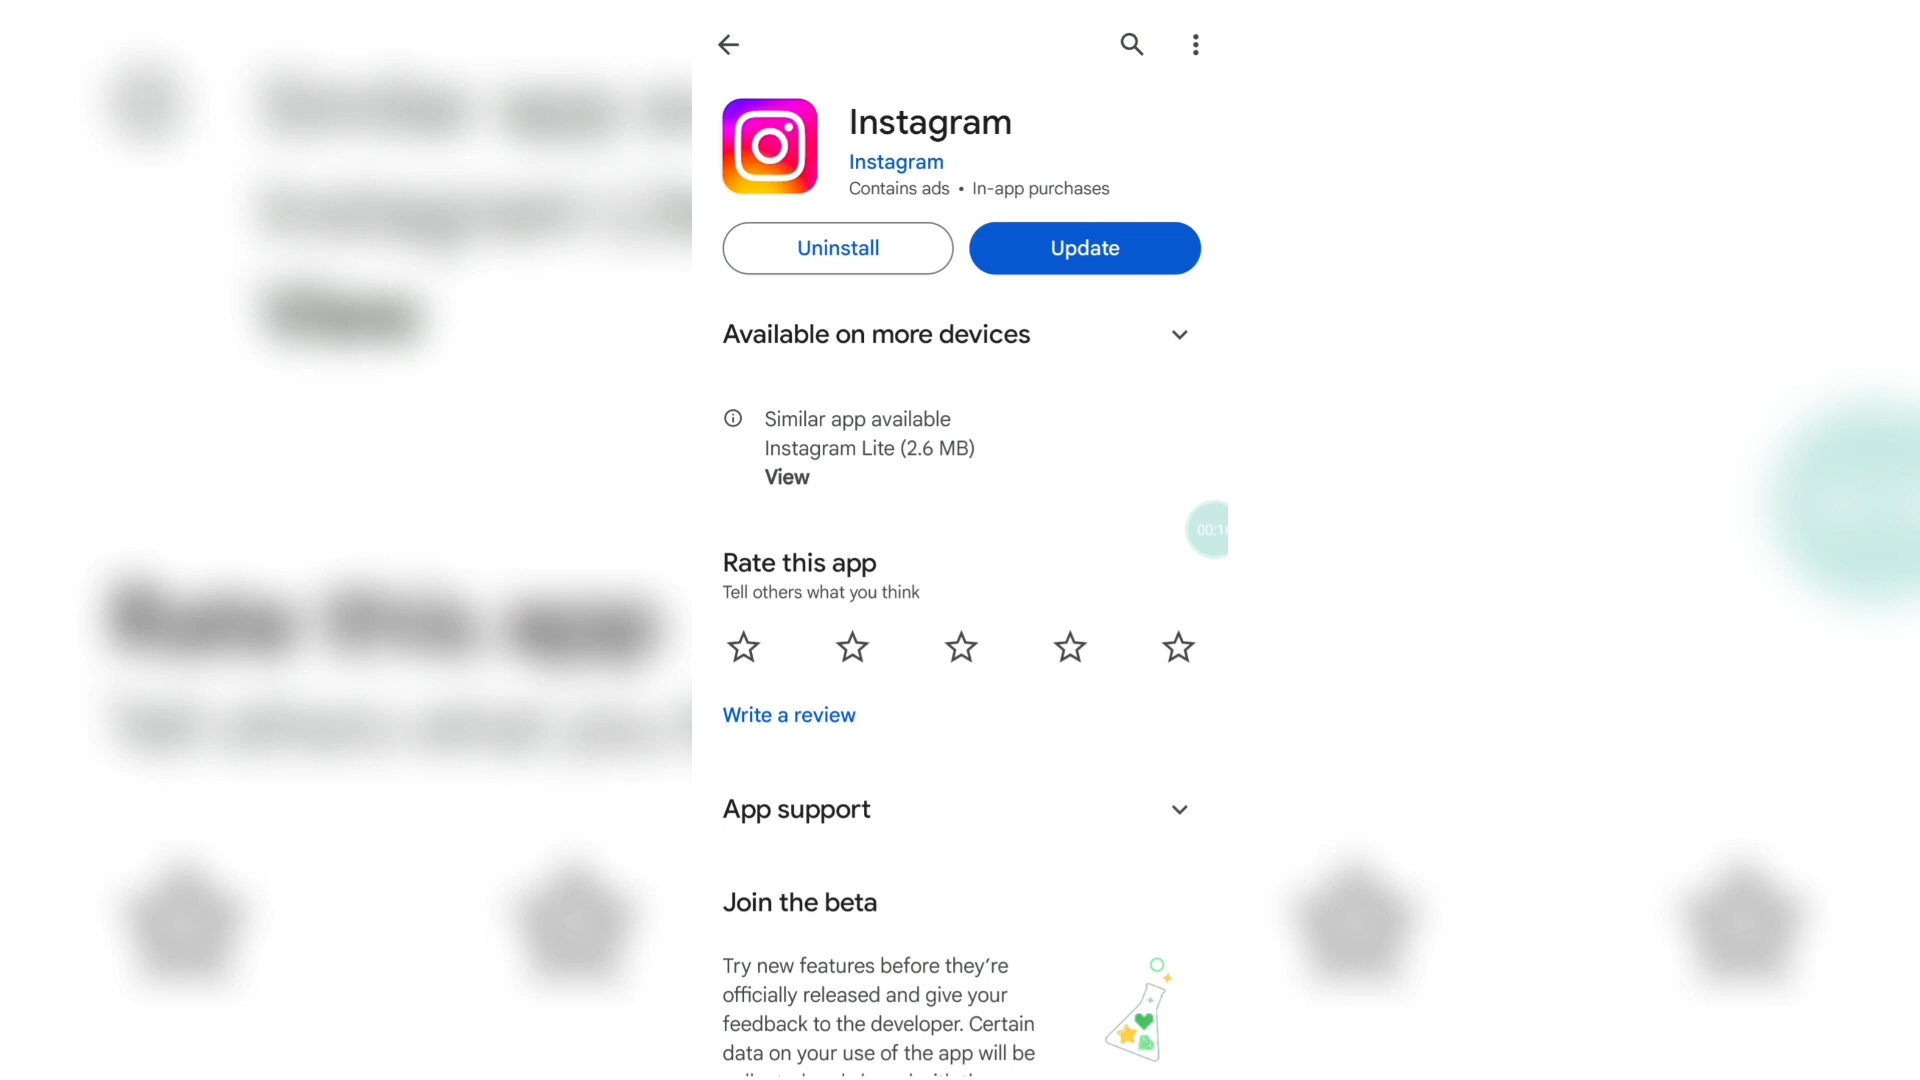 Instagram
Instagram
Contains ads • In-app purchases
Uninstall
Update
Available on more devices
Similar app available
Instagram Lite (2.6 MB)
View
Rate this app
Tell others what you think
Write a review
App support
Join the beta
Try new features before they’re
officially released and give your
feedback to the developer. Certain
data on your use of the app will be